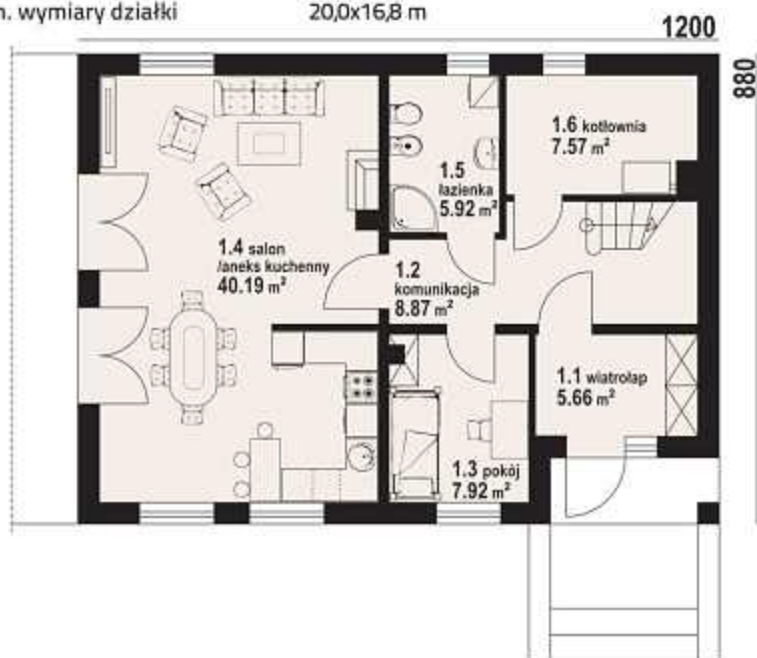 n. wymiary działki 20,0x16,8 m
1200
880
1.6 kotłownia
7.57 m²
1.5
łazienka
5.92 m²
1.4 salon
/aneks kuchenny
40.19 m²
1.2
komunikacja
8.87 m²
1.1 wiatrołap
5.66 m²
1.3 pokój
7.92 m²